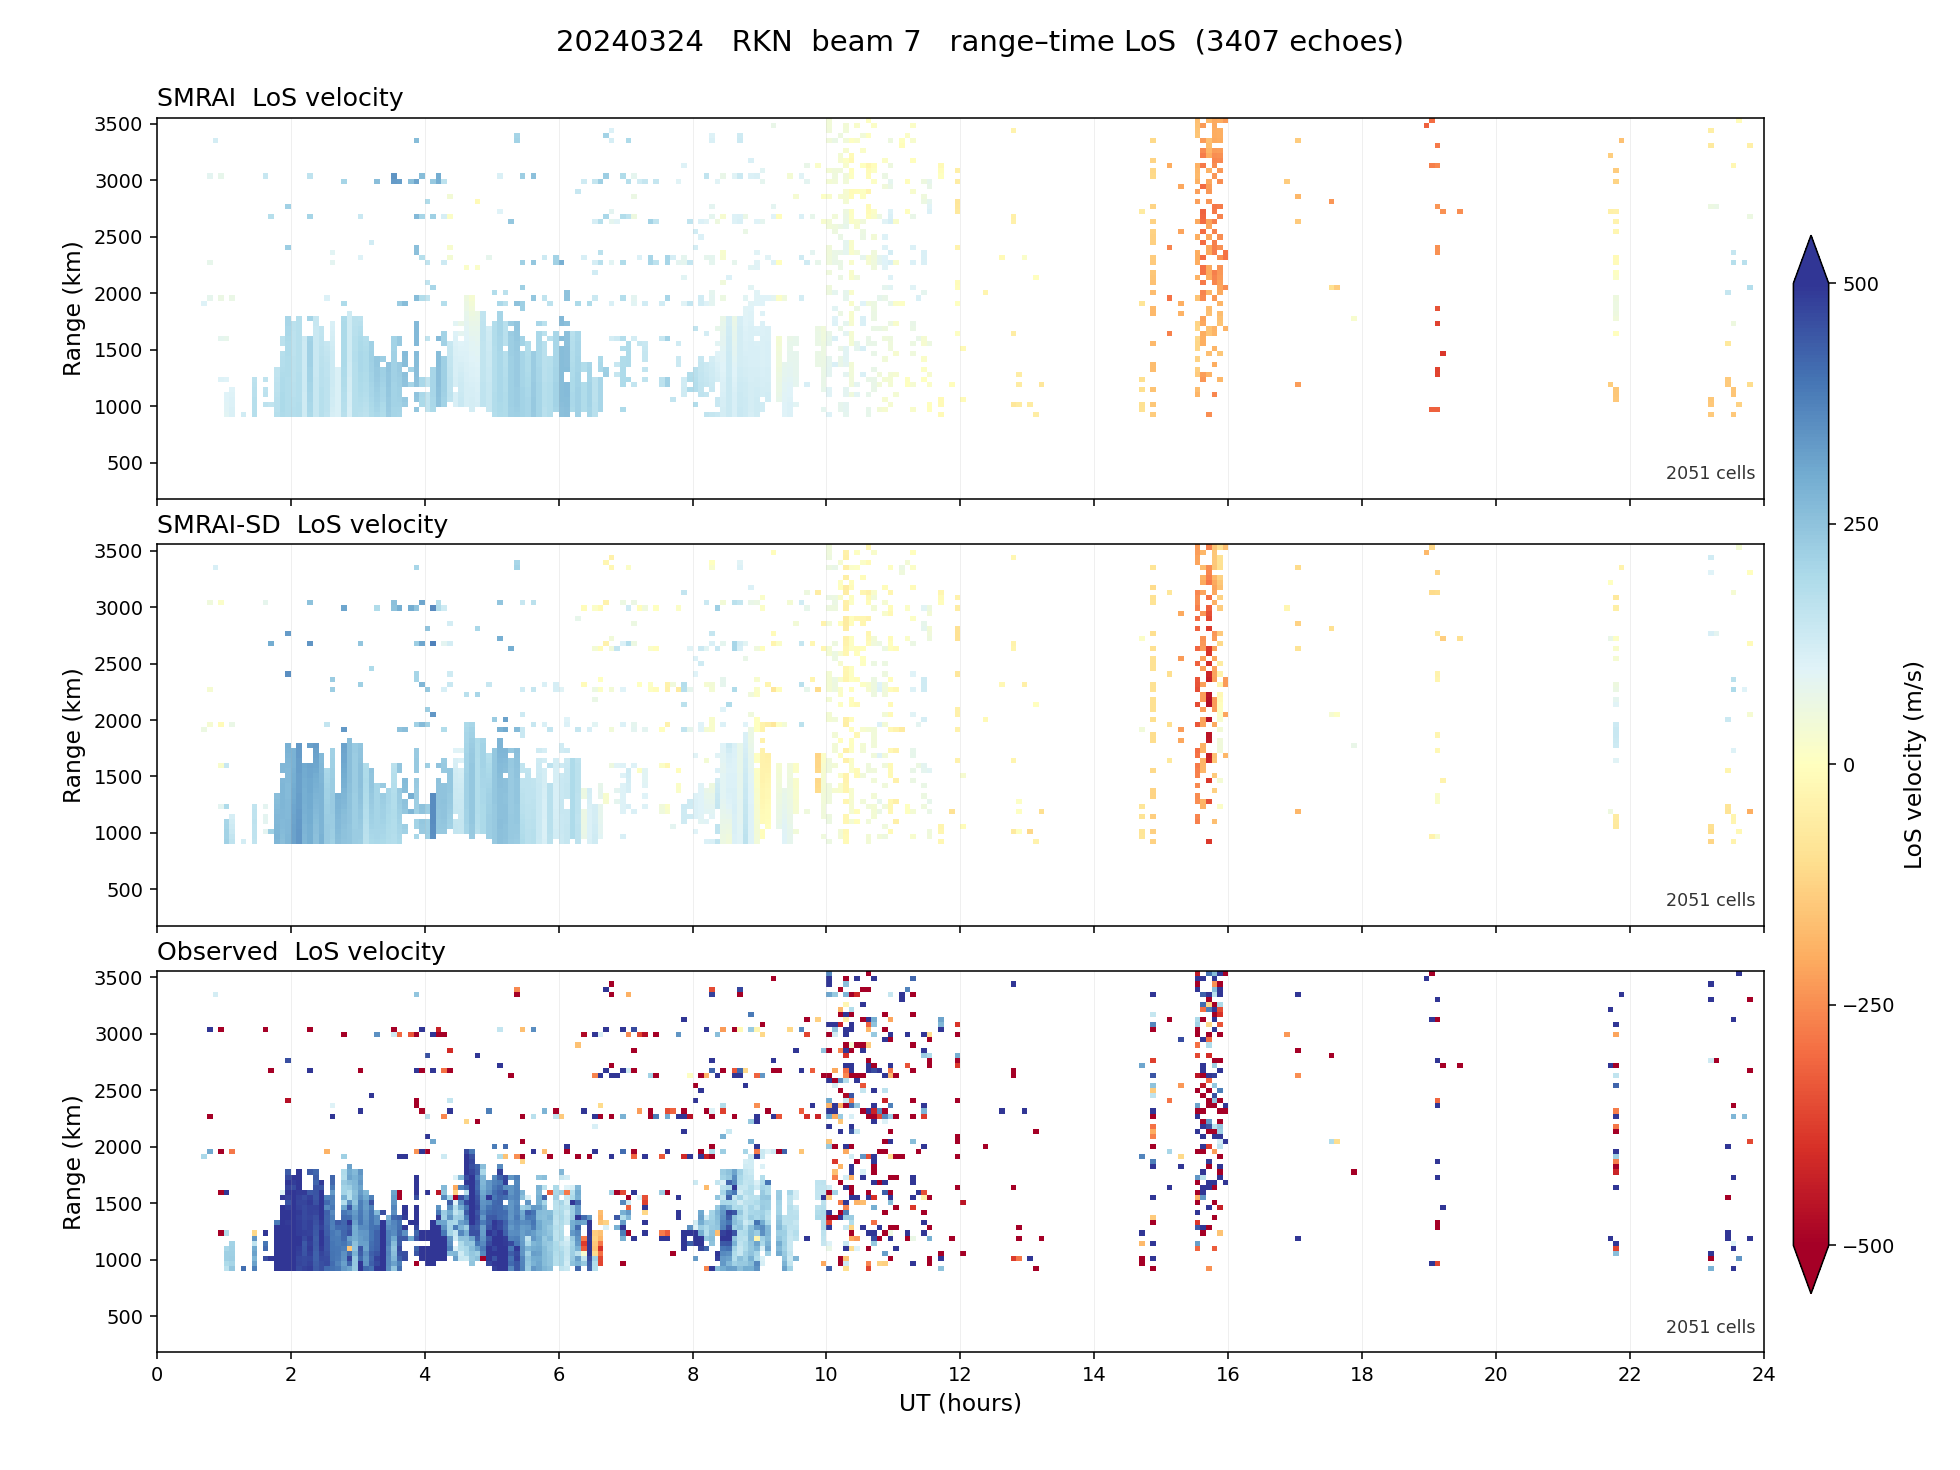 20240324   RKN  beam 7   range–time LoS  (3407 echoes)
SMRAI  LoS velocity
3500
3000
2500
2000
1500
1000
500
Range (km)
2051 cells
SMRAI-SD  LoS velocity
3500
3000
2500
2000
1500
1000
500
Range (km)
2051 cells
Observed  LoS velocity
3500
3000
2500
2000
1500
1000
500
Range (km)
2051 cells
0 2 4 6 8 10 12 14 16 18 20 22 24
UT (hours)
500
250
0
−250
−500
LoS velocity (m/s)